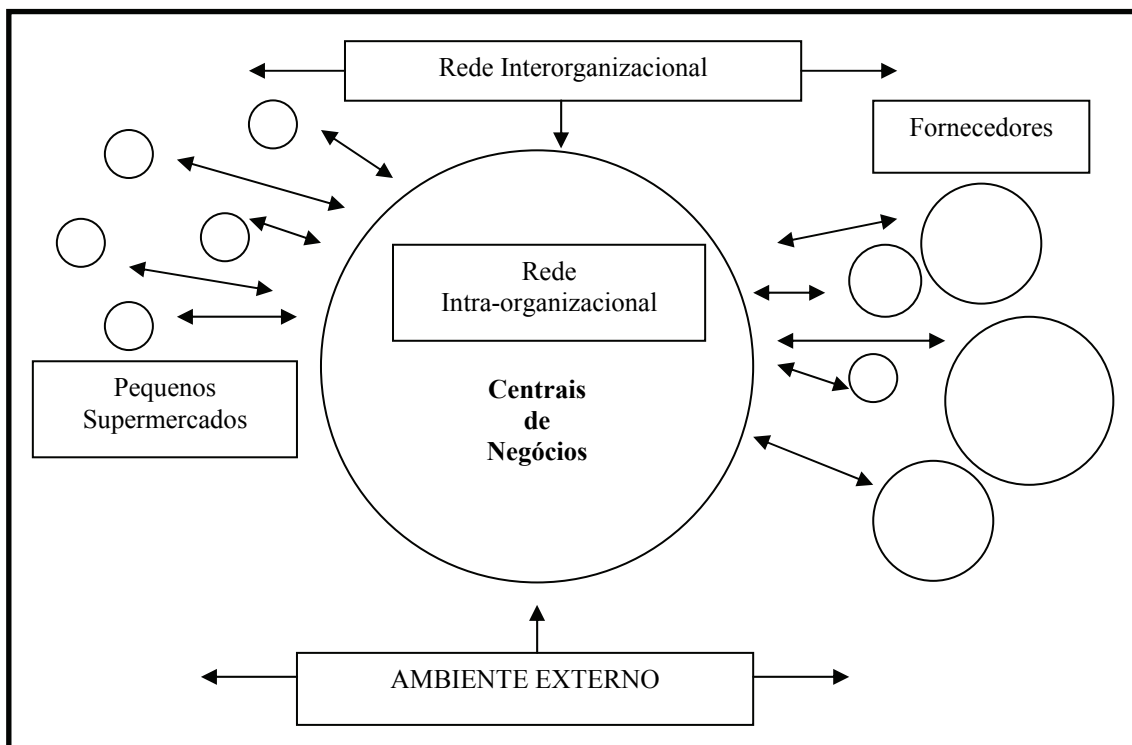 Rede Interorganizacional
Fornecedores
Rede
Intra-organizacional
Centrais
de
Negócios
Pequenos
Supermercados
AMBIENTE EXTERNO